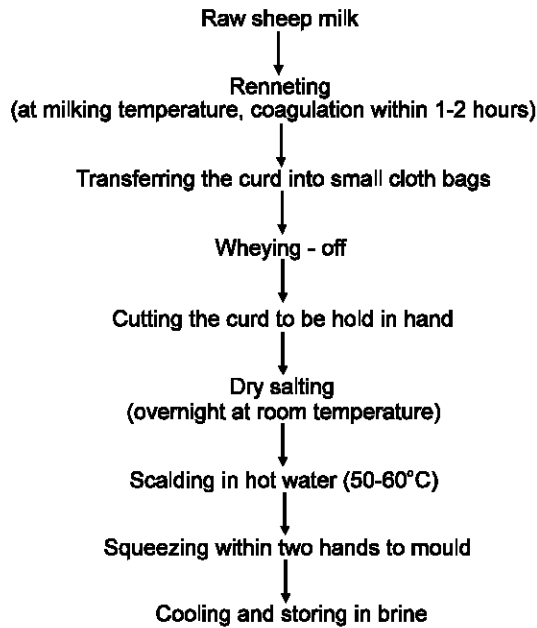 Raw sheep milk
Renneting
(at milking temperature, coagulation within 1-2 hours)
Transferring the curd into small cloth bags
Wheying - off
Cutting the curd to be hold in hand
Dry salting
(overnight at room temperature)
Scalding in hot water (50-60°C)
Squeezing within two hands to mould
Cooling and storing in brine